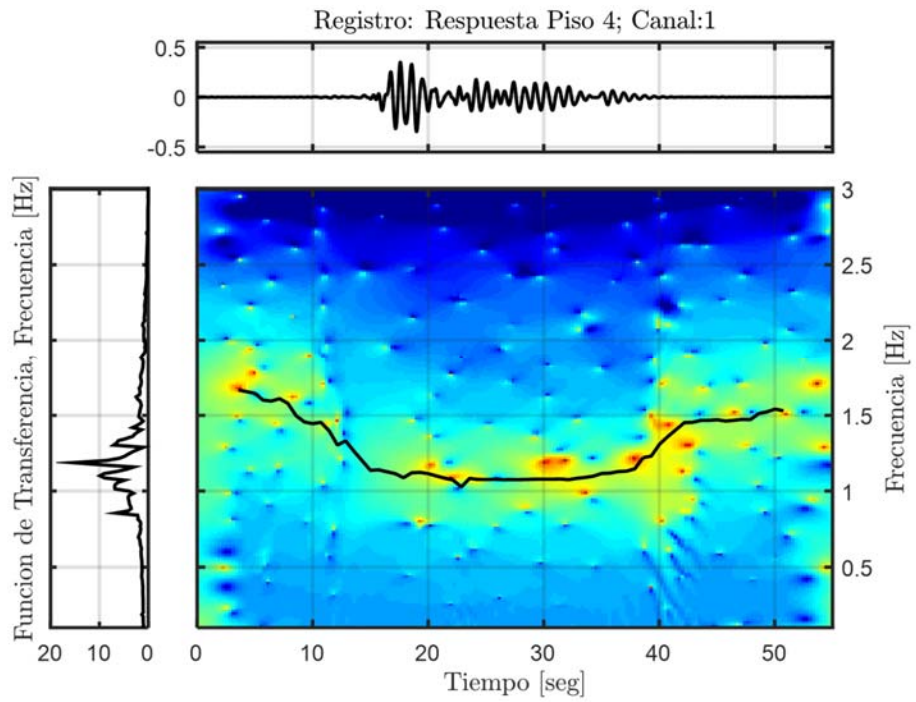 Registro: Respuesta Piso 4; Canal:1
0.5
0
-0.5
Funcion de Transferencia, Frecuencia [Hz]
20 10 0
3
2.5
2
1.5
1
0.5
Frecuencia [Hz]
0 10 20 30 40 50
Tiempo [seg]